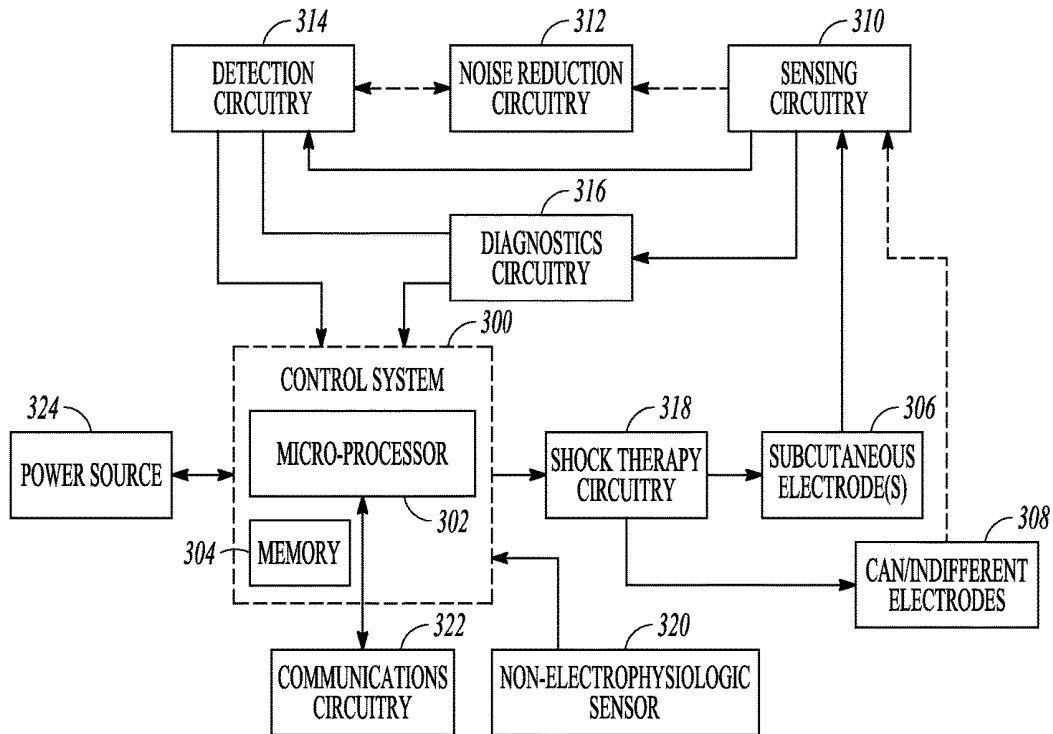 314
DETECTION
CIRCUITRY
312
NOISE REDUCTION
CIRCUITRY
310
SENSING
CIRCUITRY
316
DIAGNOSTICS
CIRCUITRY
300
CONTROL SYSTEM
MICRO-PROCESSOR
302
304
MEMORY
324
POWER SOURCE
318
SHOCK THERAPY
CIRCUITRY
306
SUBCUTANEOUS
ELECTRODE(S)
308
CAN/INDIFFERENT
ELECTRODES
322
COMMUNICATIONS
CIRCUITRY
320
NON-ELECTROPHYSIOLOGIC
SENSOR